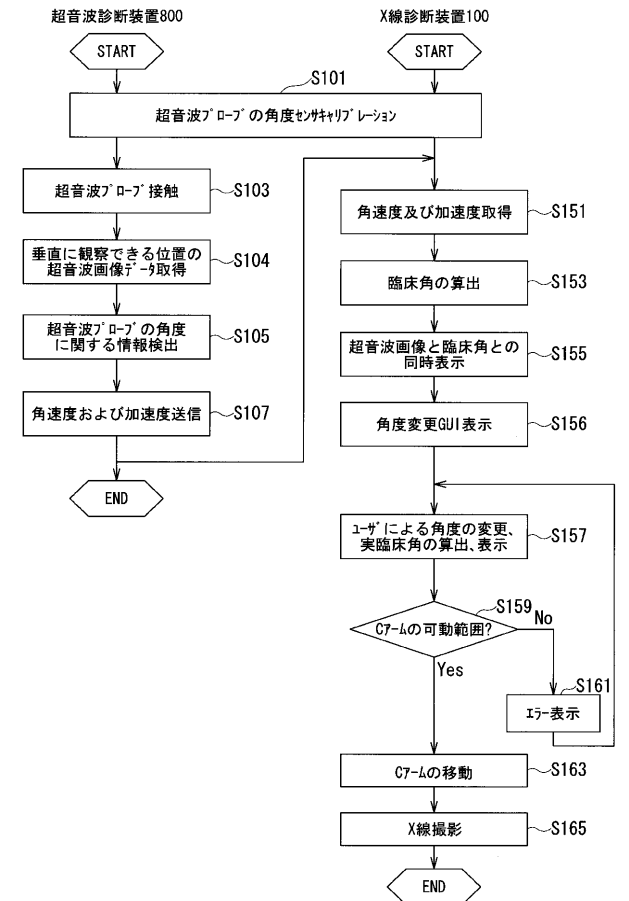 超音波診断装置800
START
X線診断装置100
START
S101
超音波ﾌﾟﾛｰﾌﾞの角度ｾﾝｻｷｬﾘﾌﾞﾚｰｼｮﾝ
超音波ﾌﾟﾛｰﾌﾞ接触
S103
垂直に観察できる位置の
超音波画像ﾃﾞｰﾀ取得
S104
超音波ﾌﾟﾛｰﾌﾞの角度
に関する情報検出
S105
角速度および加速度送信
S107
END
角速度及び加速度取得
S151
臨床角の算出
S153
超音波画像と臨床角との
同時表示
S155
角度変更GUI表示
S156
ﾕｰｻﾞによる角度の変更、
実臨床角の算出、表示
S157
S159
Cｱｰﾑの可動範囲?
No
Yes
S161
ｴﾗｰ表示
Cｱｰﾑの移動
S163
X線撮影
S165
END